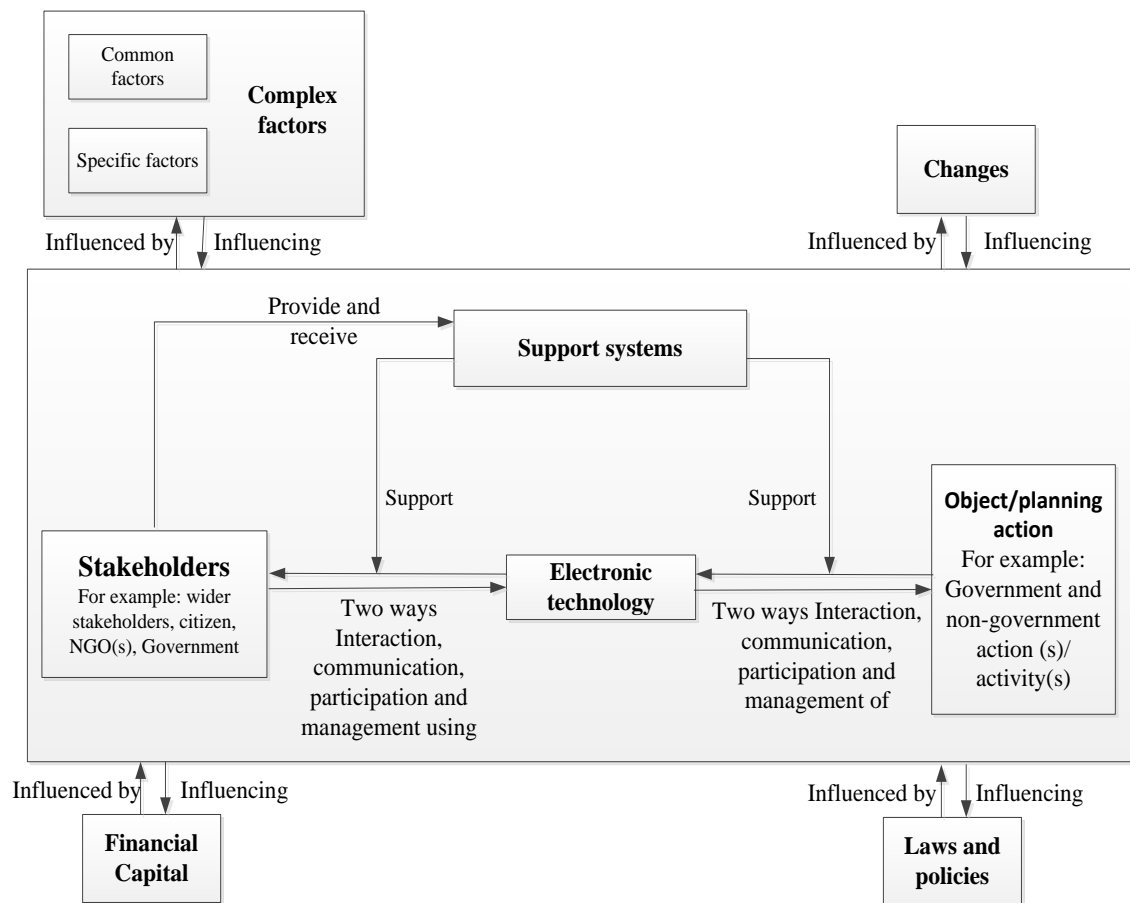 Common
factors
Complex
factors
Specific factors
Changes
Influenced by
Influencing
Influenced by
Influencing
Provide and
receive
Support systems
Support
Support
Object/planning
action
For example:
Government and
non-government
action (s)/
activity(s)
Stakeholders
For example: wider
stakeholders, citizen,
NGO(s), Government
Electronic
technology
Two ways
Interaction,
communication,
participation and
management using
Two ways Interaction,
communication,
participation and
management of
Influenced by
Influencing
Influenced by
Influencing
Financial
Capital
Laws and
policies